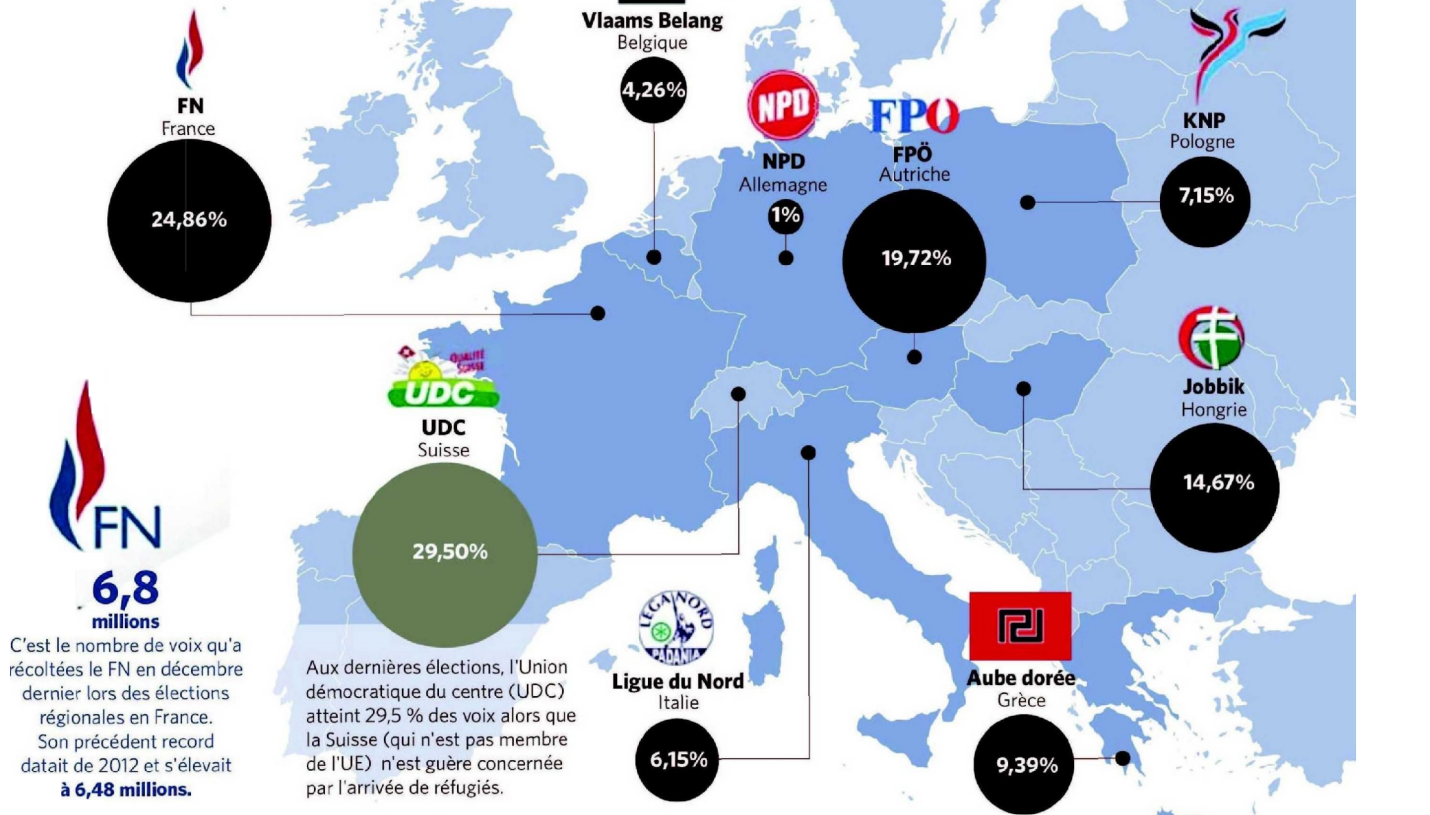 Vlaams Belang
Belgique
4,26%
FN
France
24,86%
NPD
NPD
Allemagne
1%
FPÖ
FPÖ
Autriche
19,72%
KNP
Pologne
7,15%
QUALITÉ
SUISSE
UDC
UDC
Suisse
29,50%
Aux dernières élections, l'Union
démocratique du centre (UDC)
atteint 29,5 % des voix alors que
la Suisse (qui n'est pas membre
de l'UE) n'est guère concernée
par l'arrivée de réfugiés.
Jobbik
Hongrie
14,67%
FN
6,8
millions
C'est le nombre de voix qu'a
récoltées le FN en décembre
dernier lors des élections
régionales en France.
Son précédent record
datait de 2012 et s'élevait
à 6,48 millions.
LEGA NORD
PADANIA
Ligue du Nord
Italie
6,15%
Aube dorée
Grèce
9,39%